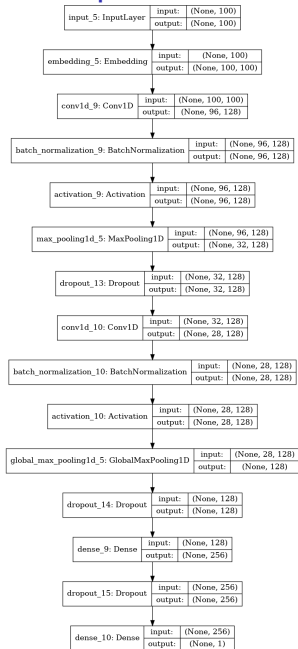 input_5: InputLayer input: (None, 100)
output: (None, 100)
embedding_5: Embedding input: (None, 100)
output: (None, 100, 100)
conv1d_9: Conv1D input: (None, 100, 100)
output: (None, 96, 128)
batch_normalization_9: BatchNormalization input: (None, 96, 128)
output: (None, 96, 128)
activation_9: Activation input: (None, 96, 128)
output: (None, 96, 128)
max_pooling1d_5: MaxPooling1D input: (None, 96, 128)
output: (None, 32, 128)
dropout_13: Dropout input: (None, 32, 128)
output: (None, 32, 128)
conv1d_10: Conv1D input: (None, 32, 128)
output: (None, 28, 128)
batch_normalization_10: BatchNormalization input: (None, 28, 128)
output: (None, 28, 128)
activation_10: Activation input: (None, 28, 128)
output: (None, 28, 128)
global_max_pooling1d_5: GlobalMaxPooling1D input: (None, 28, 128)
output: (None, 128)
dropout_14: Dropout input: (None, 128)
output: (None, 128)
dense_9: Dense input: (None, 128)
output: (None, 256)
dropout_15: Dropout input: (None, 256)
output: (None, 256)
dense_10: Dense input: (None, 256)
output: (None, 1)